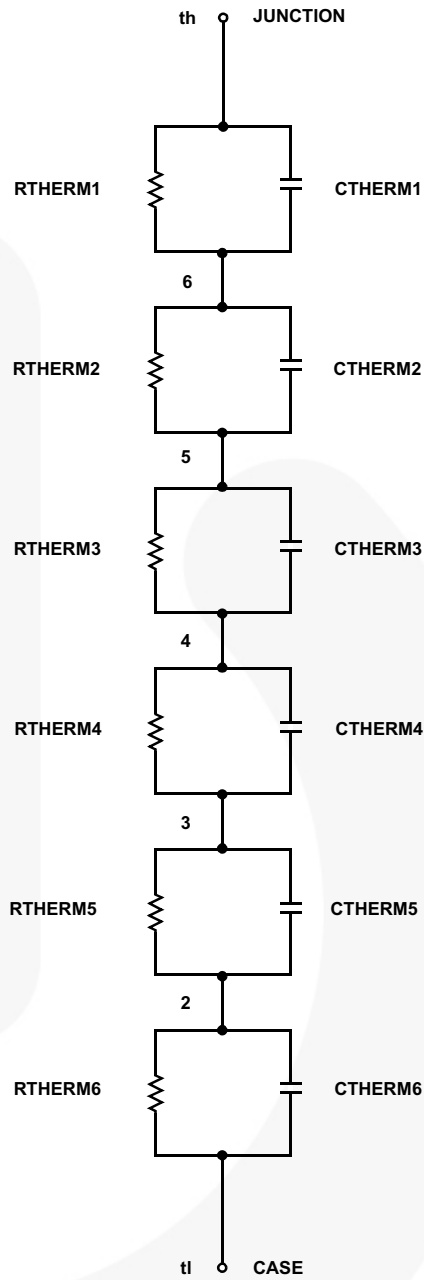 th JUNCTION
RTHERM1 CTHERM1
6
RTHERM2 CTHERM2
5
RTHERM3 CTHERM3
4
RTHERM4 CTHERM4
3
RTHERM5 CTHERM5
2
RTHERM6 CTHERM6
tl CASE